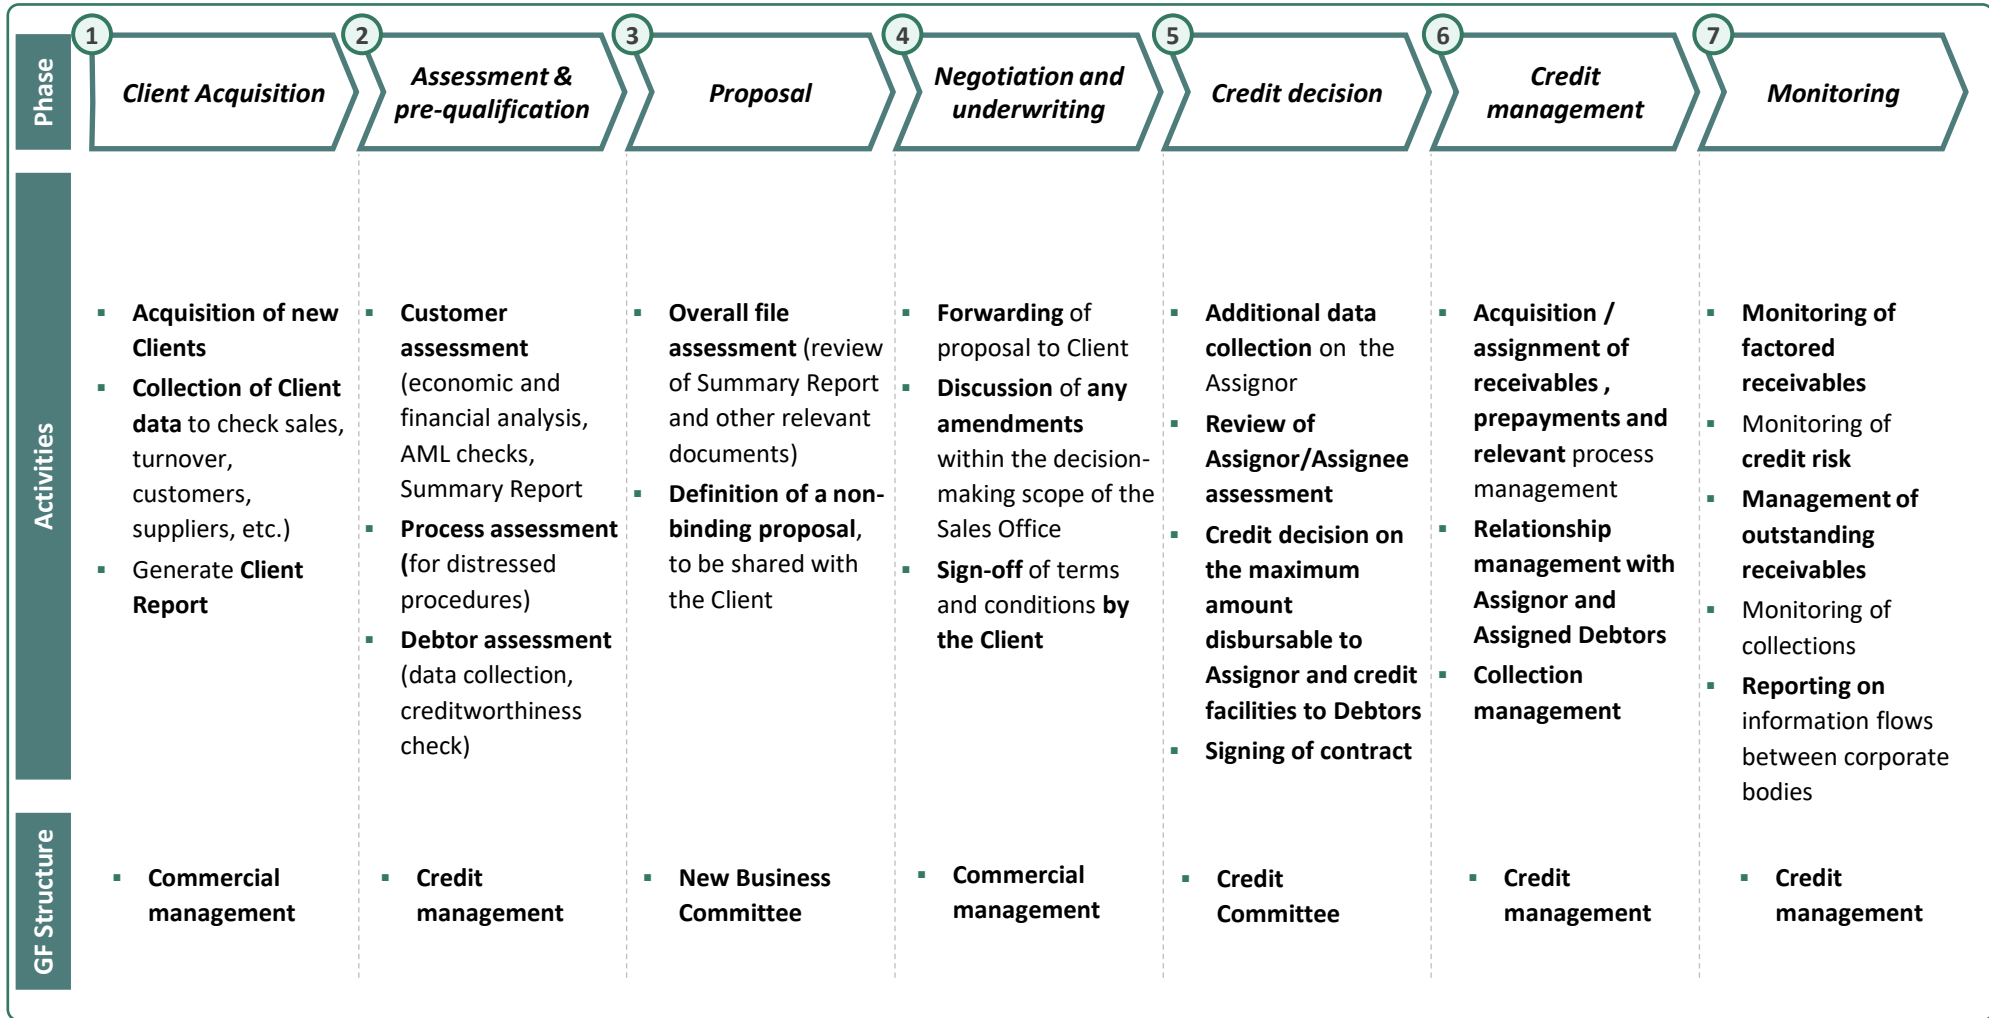 Phase
1
Client Acquisition
2
Assessment &
pre-qualification
3
Proposal
4
Negotiation and
underwriting
5
Credit decision
6
Credit
management
7
Monitoring
Activities
▪ Acquisition of new
Clients
▪ Collection of Client
data to check sales,
turnover,
customers,
suppliers, etc.)
▪ Generate Client
Report
▪ Customer
assessment
(economic and
financial analysis,
AML checks,
Summary Report
▪ Process assessment
(for distressed
procedures)
▪ Debtor assessment
(data collection,
creditworthiness
check)
▪ Overall file
assessment (review
of Summary Report
and other relevant
documents)
▪ Definition of a non-
binding proposal,
to be shared with
the Client
▪ Forwarding of
proposal to Client
▪ Discussion of any
amendments
within the decision-
making scope of the
Sales Office
▪ Sign-off of terms
and conditions by
the Client
▪ Additional data
collection on the
Assignor
▪ Review of
Assignor/Assignee
assessment
▪ Credit decision on
the maximum
amount
disbursable to
Assignor and credit
facilities to Debtors
▪ Signing of contract
▪ Acquisition /
assignment of
receivables ,
prepayments and
relevant process
management
▪ Relationship
management with
Assignor and
Assigned Debtors
▪ Collection
management
▪ Monitoring of
factored
receivables
▪ Monitoring of
credit risk
▪ Management of
outstanding
receivables
▪ Monitoring of
collections
▪ Reporting on
information flows
between corporate
bodies
GF Structure
▪ Commercial
management
▪ Credit
management
▪ New Business
Committee
▪ Commercial
management
▪ Credit
Committee
▪ Credit
management
▪ Credit
management